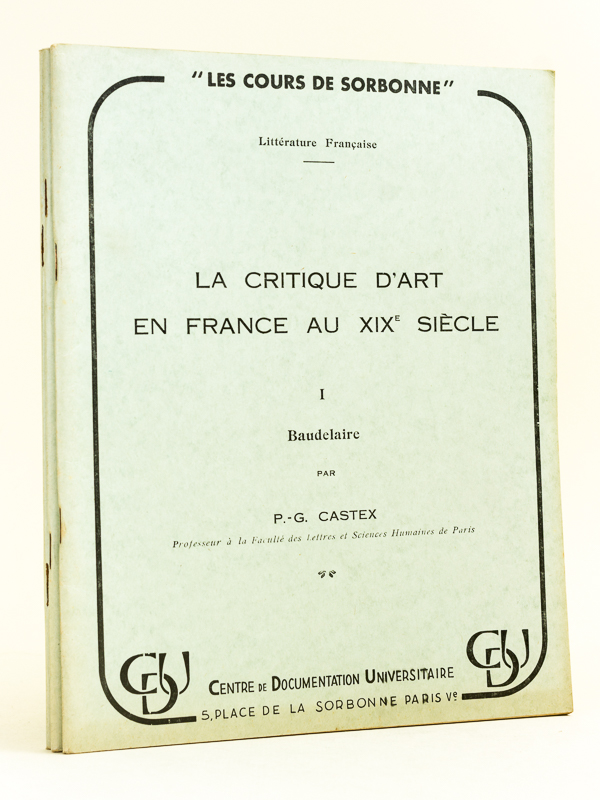 "LES COURS DE SORBONNE"
Littérature Française
LA CRITIQUE D'ART
EN FRANCE AU XIXE SIÈCLE
I
Baudelaire
PAR
P.-G. CASTEX
Professeur à la Faculté des Lettres et Sciences Humaines de Paris
CDU
CDU
CENTRE DE DOCUMENTATION UNIVERSITAIRE
5, PLACE DE LA SORBONNE PARIS Ve